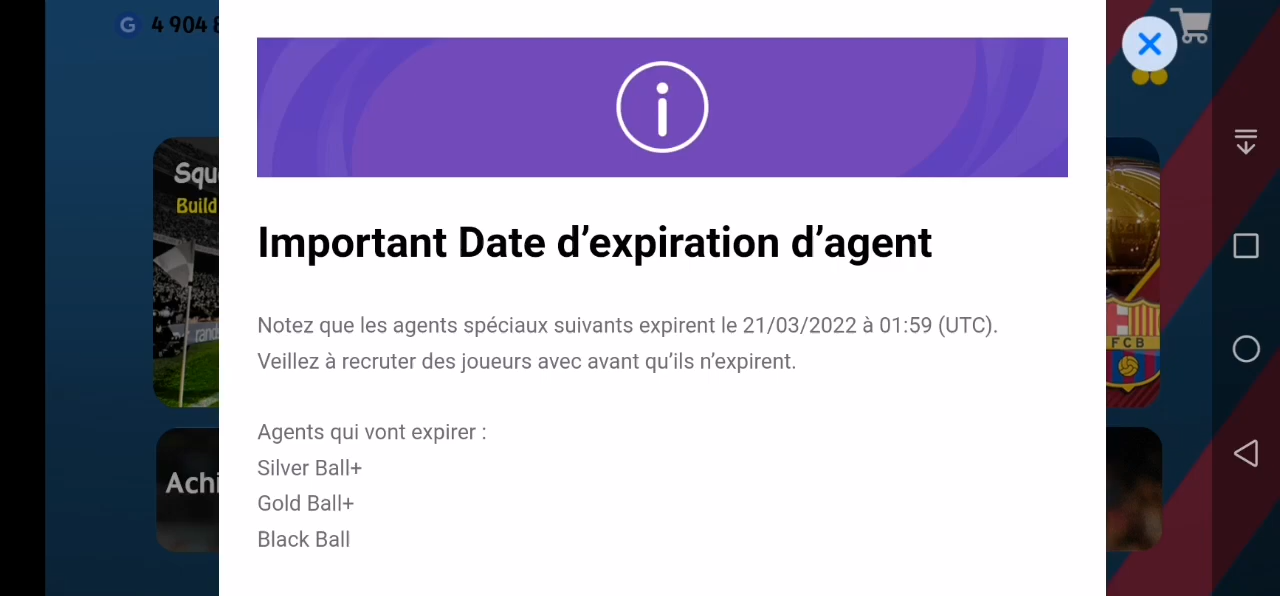 4 904
Important Date d’expiration d’agent
Squ
Build
Notez que les agents spéciaux suivants expirent le 21/03/2022 à 01:59 (UTC).
Veillez à recruter des joueurs avec avant qu’ils n’expirent.
FCB
Agents qui vont expirer :
Silver Ball+
Achi
Gold Ball+
Black Ball